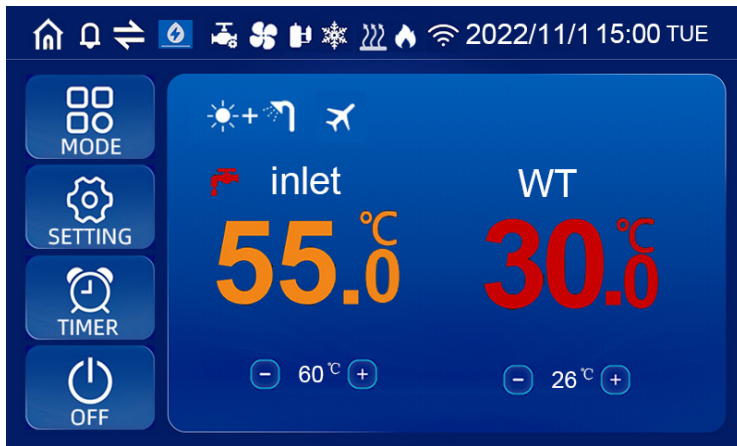 2022/11/1 15:00 TUE
MODE
SETTING
TIMER
OFF
inlet
55.0℃
- 60℃ +
WT
30.0℃
- 26℃ +